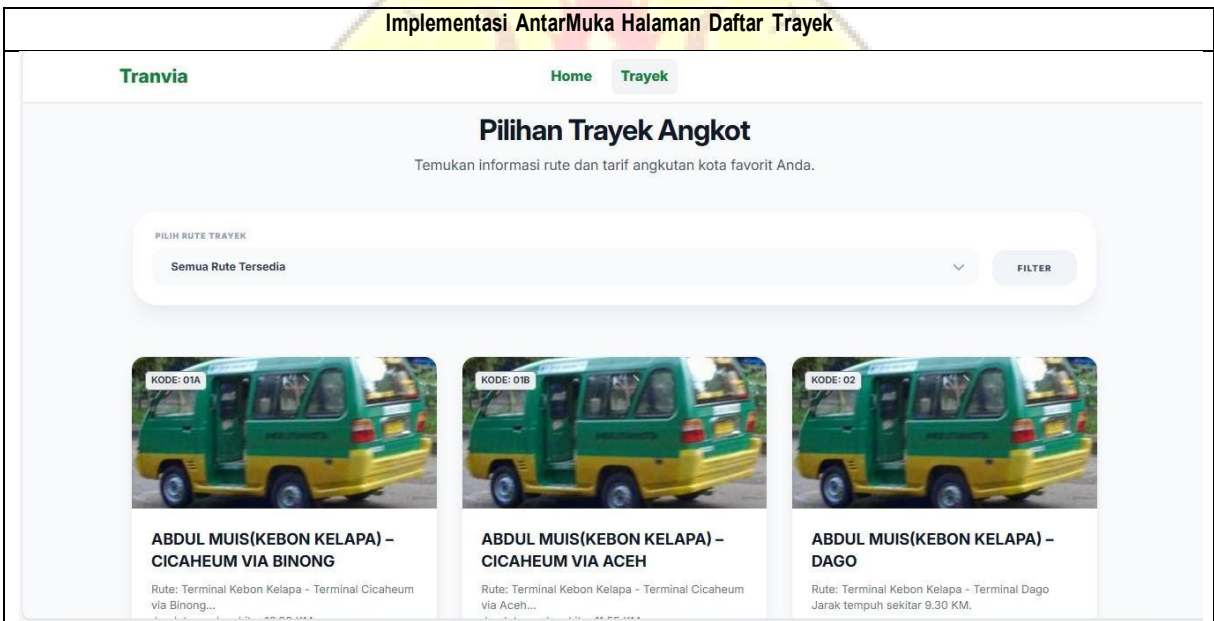 Implementasi AntarMuka Halaman Daftar Trayek
Tranvia
Home
Trayek
Pilihan Trayek Angkot
Temukan informasi rute dan tarif angkutan kota favorit Anda.
PILIH RUTE TRAYEK
Semua Rute Tersedia
FILTER
KODE: 01A
ABDUL MUIS(KEBON KELAPA) –
CICAHEUM VIA BINONG
Rute: Terminal Kebon Kelapa - Terminal Cicaheum
via Binong...
KODE: 01B
ABDUL MUIS(KEBON KELAPA) –
CICAHEUM VIA ACEH
Rute: Terminal Kebon Kelapa - Terminal Cicaheum
via Aceh...
KODE: 02
ABDUL MUIS(KEBON KELAPA) –
DAGO
Rute: Terminal Kebon Kelapa - Terminal Dago
Jarak tempuh sekitar 9.30 KM.